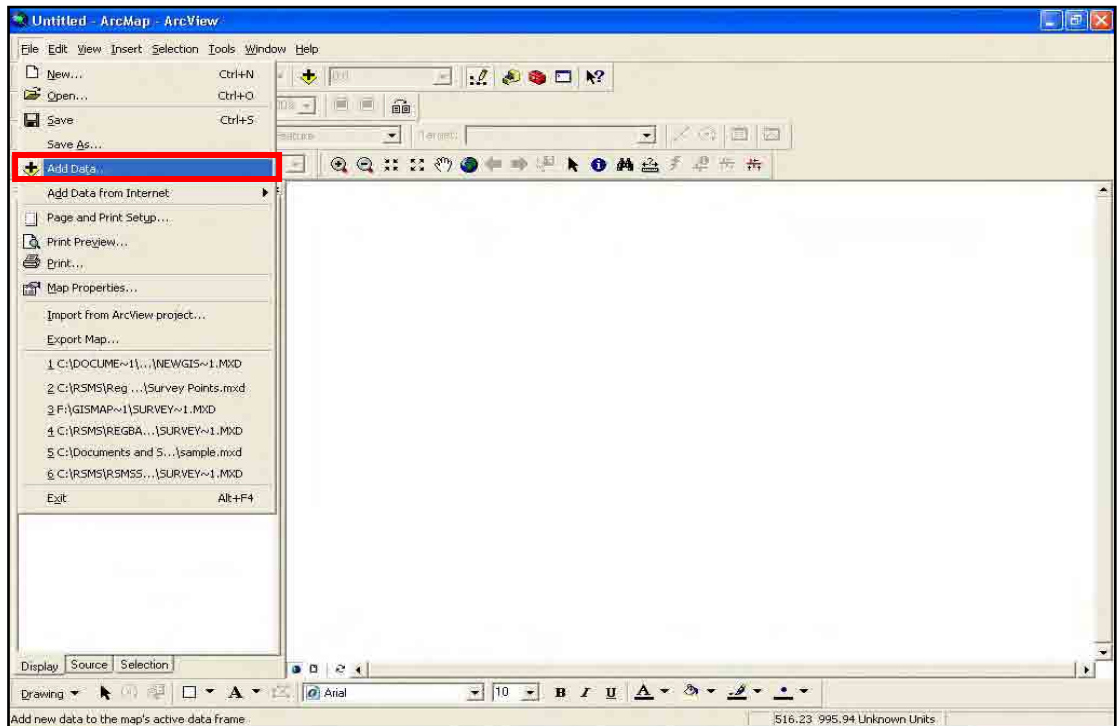 Untitled - ArcMap - ArcView
File Edit View Insert Selection Tools Window Help
New... Ctrl+N
Open... Ctrl+O
Save Ctrl+S
Save As...
Target:
Add Data...
Add Data from Internet
Page and Print Setup...
Print Preview...
Print...
Map Properties...
Import from ArcView project...
Export Map...
1 C:\DOCUME~1\...\NEWGIS~1.MXD
2 C:\RSMS\Reg ...\Survey Points.mxd
3 F:\GISMAP~1\SURVEY~1.MXD
4 C:\RSMS\REGBA...\SURVEY~1.MXD
5 C:\Documents and S...\sample.mxd
6 C:\RSMS\RSMSS...\SURVEY~1.MXD
Exit Alt+F4
Display Source Selection
Drawing A Arial 10 B I U A
Add new data to the map's active data frame 516.23 995.94 Unknown Units